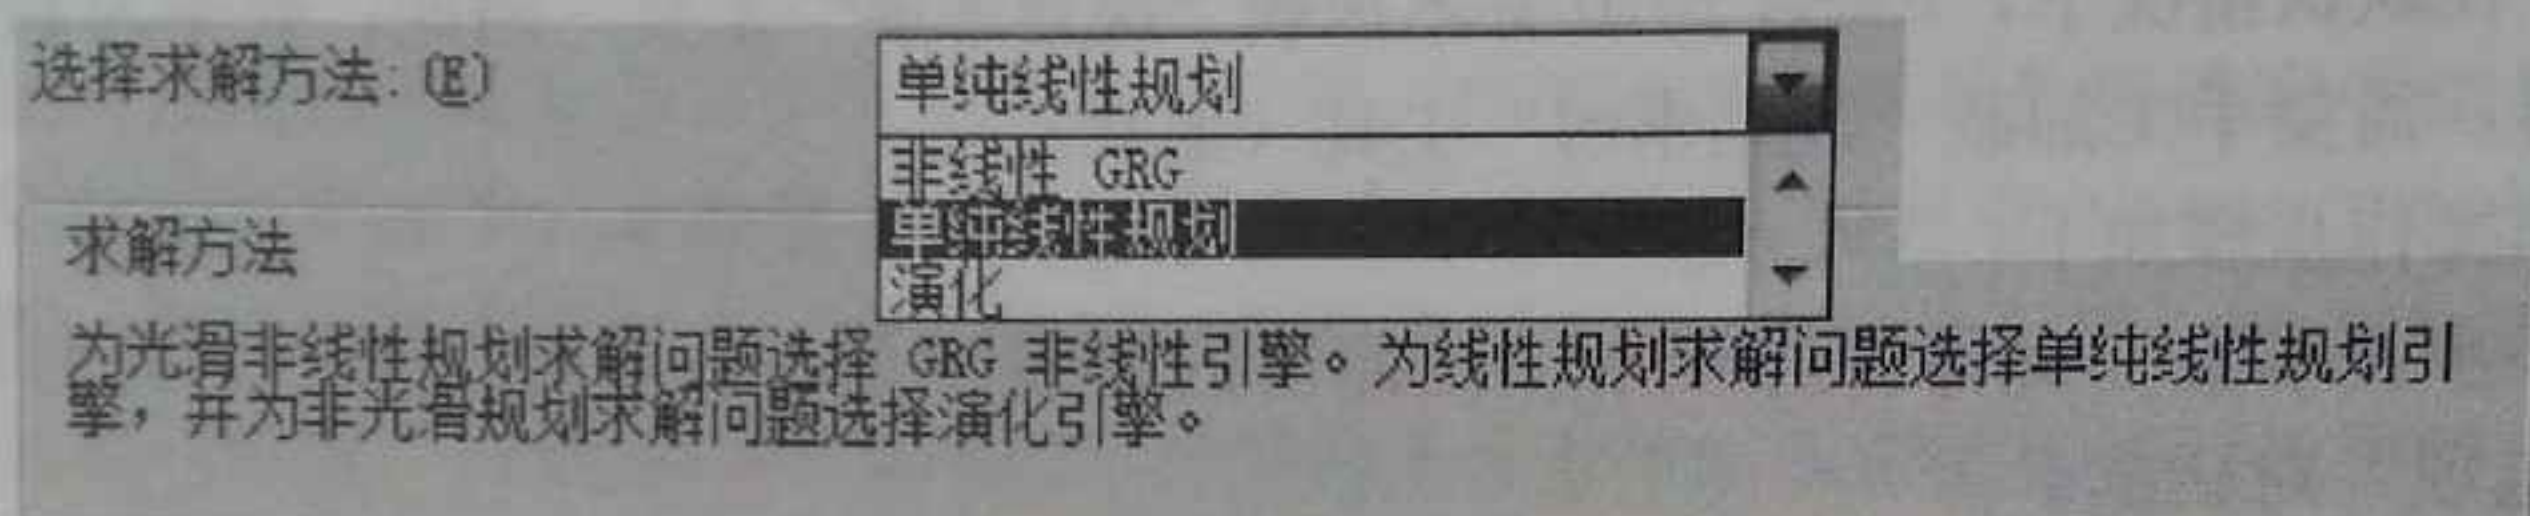 选择求解方法:(E)
单纯线性规划
非线性 GRG
单纯线性规划
演化
求解方法
为光滑非线性规划求解问题选择 GRG 非线性引擎。为线性规划求解问题选择单纯线性规划引
擎，并为非光滑规划求解问题选择演化引擎。